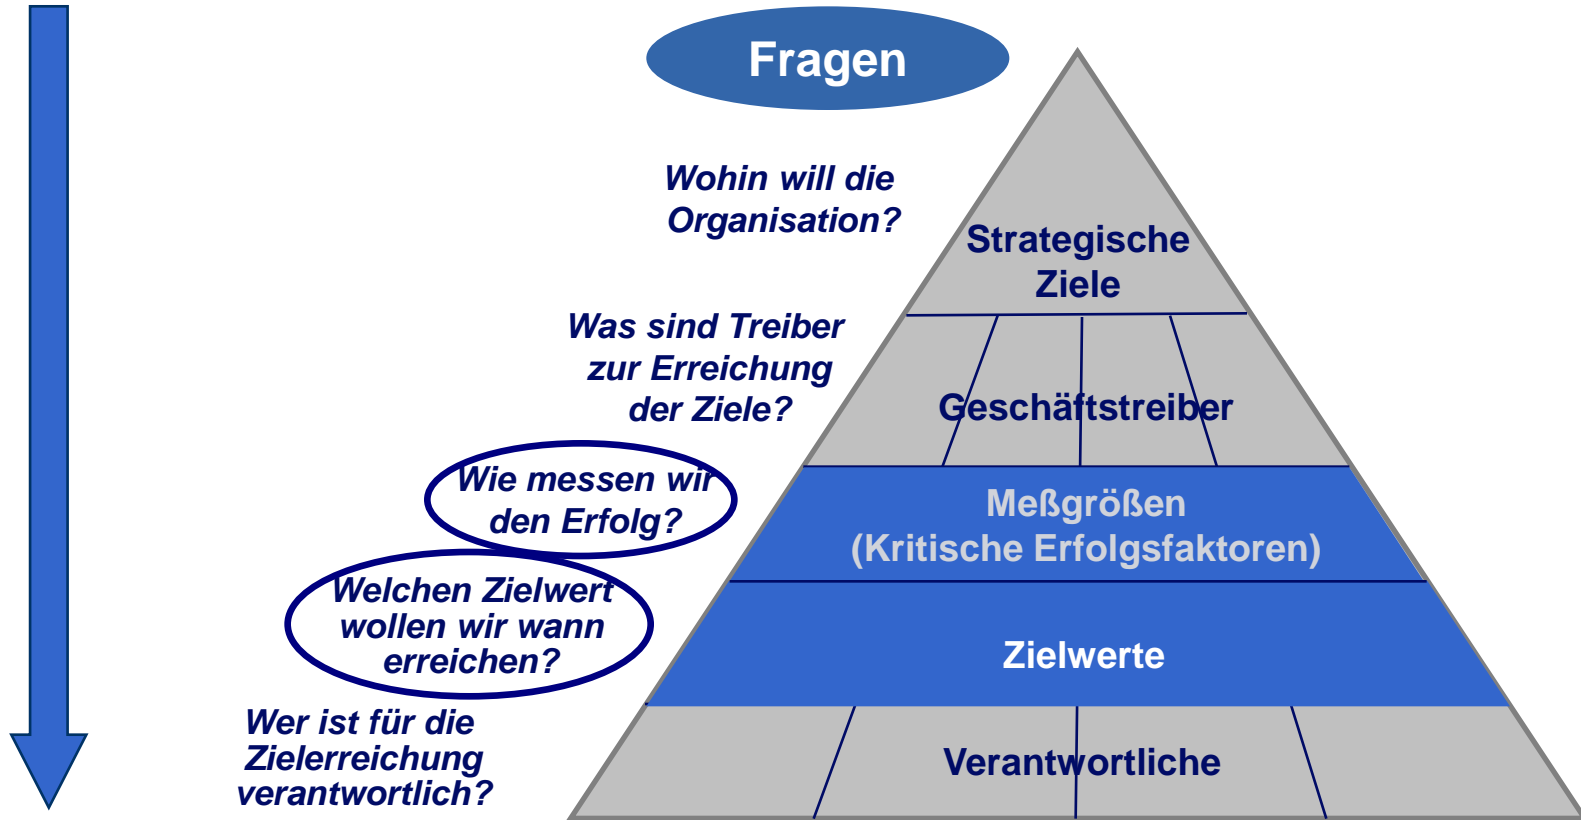 Fragen
Wohin will die
Organisation?
Strategische
Ziele
Was sind Treiber
zur Erreichung
der Ziele?
Geschäftstreiber
Wie messen wir
den Erfolg?
Meßgrößen
(Kritische Erfolgsfaktoren)
Welchen Zielwert
wollen wir wann
erreichen?
Zielwerte
Wer ist für die
Zielerreichung
verantwortlich?
Verantwortliche